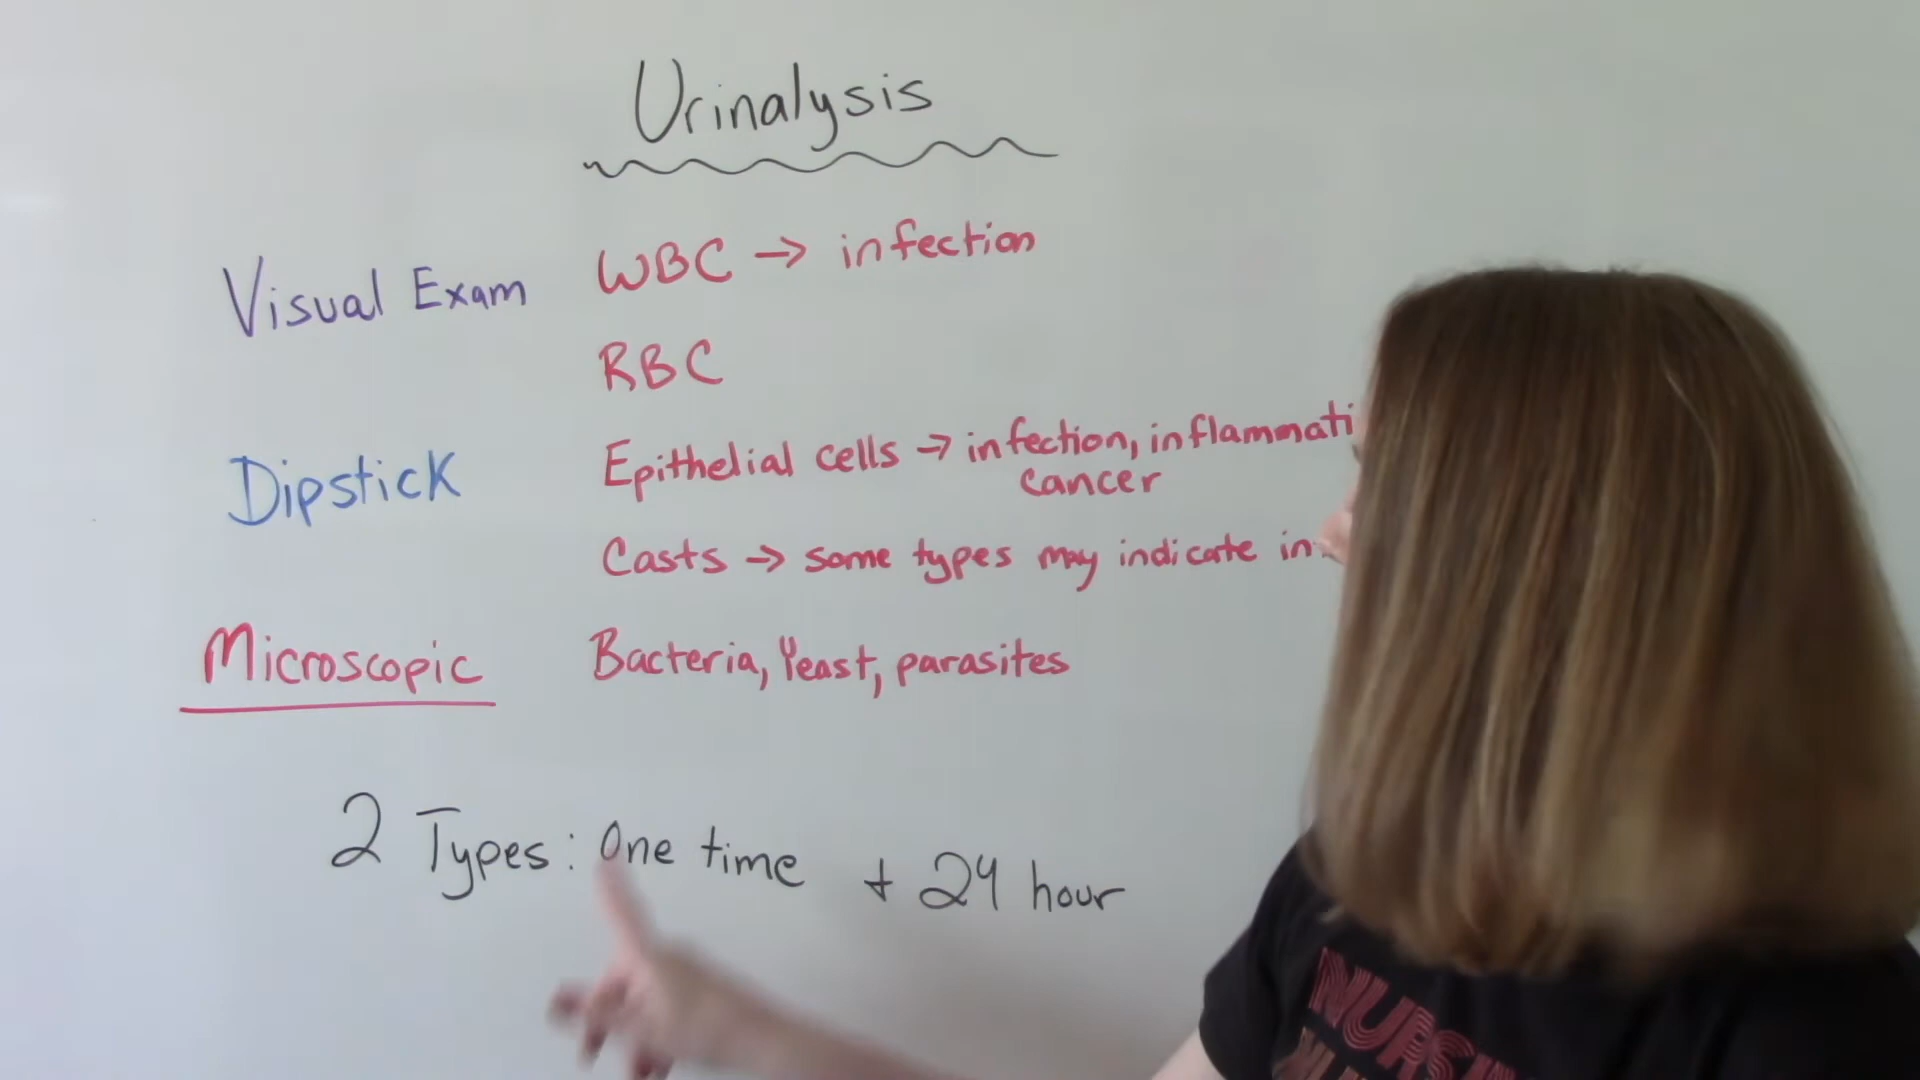 Urinalysis
Visual Exam
WBC → infection
RBC
Dipstick
Epithelial cells → infection, inflammati
cancer
Casts → some types may indicate in
Microscopic
Bacteria, Yeast, parasites
2 Types: One time + 24 hour